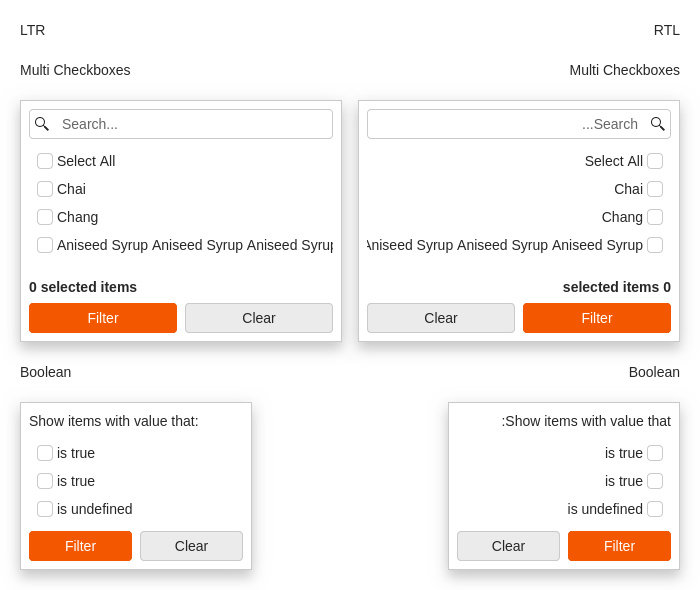 LTR
RTL
Multi Checkboxes
Multi Checkboxes
Search...
Select All
Chai
Chang
Aniseed Syrup Aniseed Syrup Aniseed Syrup
0 selected items
Filter Clear
...Search
Select All
Chai
Chang
Aniseed Syrup Aniseed Syrup Aniseed Syrup
selected items 0
Clear Filter
Boolean
Boolean
Show items with value that:
is true
is true
is undefined
Filter Clear
:Show items with value that
is true
is true
is undefined
Clear Filter